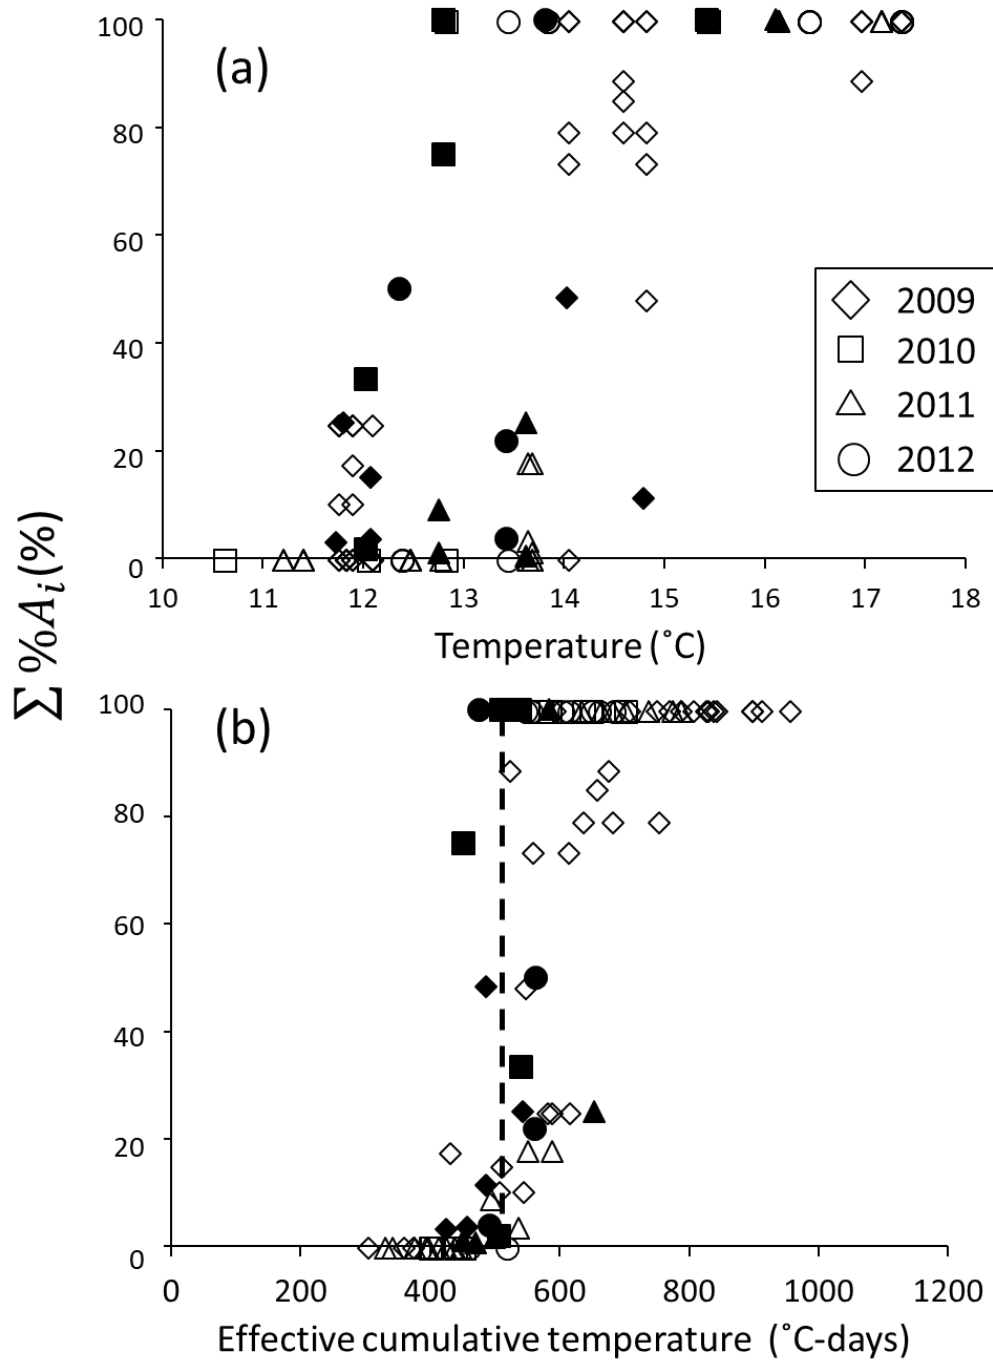 100
(a)
80
60
40
20
0
10 11 12 13 14 15 16 17 18
Temperature (˚C)
2009
2010
2011
2012
∑ %A_i (%)
100
(b)
80
60
40
20
0
0 200 400 600 800 1000 1200
Effective cumulative temperature (˚C-days)